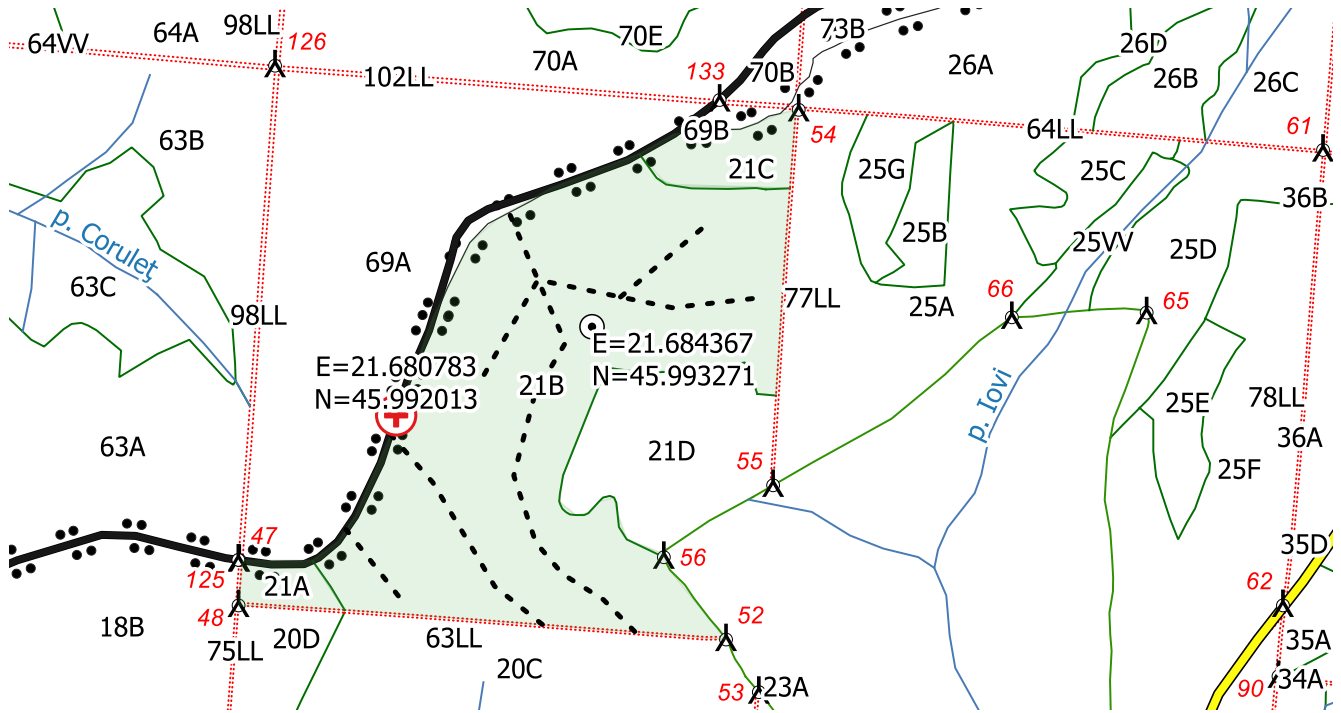 64VV
64A
98LL
126
70E
70A
102LL
133
70B
73B
26A
26D
26B
26C
63B
69B
54
64LL
61
21C
25G
25C
36B
p. Coruleț
69A
25B
25VV
25D
63C
98LL
77LL
25A
66
65
E=21.684367
N=45.993271
E=21.680783
N=45.992013
21B
p. Iovi
25E
78LL
63A
21D
55
36A
25F
47
125
56
35D
21A
62
48
18B
75LL
20D
63LL
52
35A
20C
53
23A
90
34A